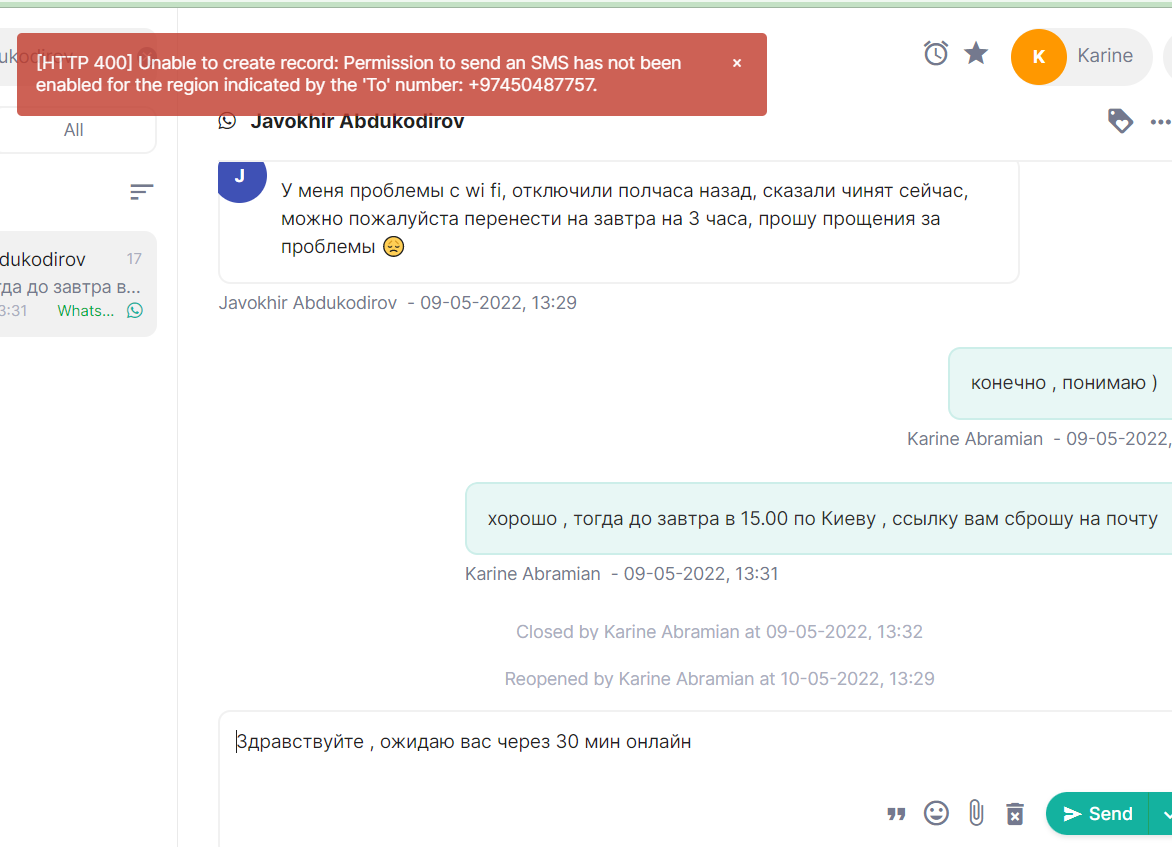 [HTTP 400] Unable to create record: Permission to send an SMS has not been
enabled for the region indicated by the 'To' number: +97450487757.
×
K
Karine
All
Javokhir Abdukodirov
J
У меня проблемы с wi fi, отключили полчаса назад, сказали чинят сейчас,
можно пожалуйста перенести на завтра на 3 часа, прошу прощения за
проблемы 😔
Javokhir Abdukodirov - 09-05-2022, 13:29
dukodirov 17
гда до завтра в...
3:31 Whats...
конечно , понимаю )
Karine Abramian - 09-05-2022,
хорошо , тогда до завтра в 15.00 по Киеву , ссылку вам сброшу на почту
Karine Abramian - 09-05-2022, 13:31
Closed by Karine Abramian at 09-05-2022, 13:32
Reopened by Karine Abramian at 10-05-2022, 13:29
Здравствуйте , ожидаю вас через 30 мин онлайн
Send